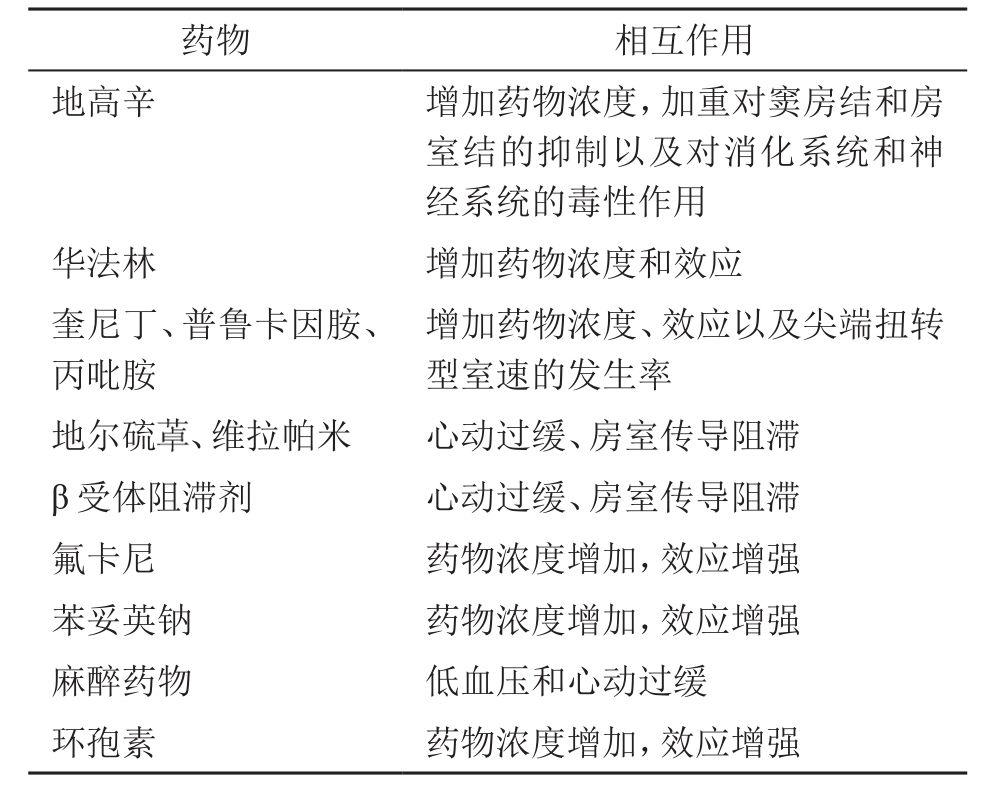 药物 相互作用
地高辛 增加药物浓度，加重对窦房结和房
室结的抑制以及对消化系统和神
经系统的毒性作用
华法林 增加药物浓度和效应
奎尼丁、普鲁卡因胺、 增加药物浓度、效应以及尖端扭转
丙吡胺 型室速的发生率
地尔硫䓬、维拉帕米 心动过缓、房室传导阻滞
β受体阻滞剂 心动过缓、房室传导阻滞
氟卡尼 药物浓度增加，效应增强
苯妥英钠 药物浓度增加，效应增强
麻醉药物 低血压和心动过缓
环孢素 药物浓度增加，效应增强